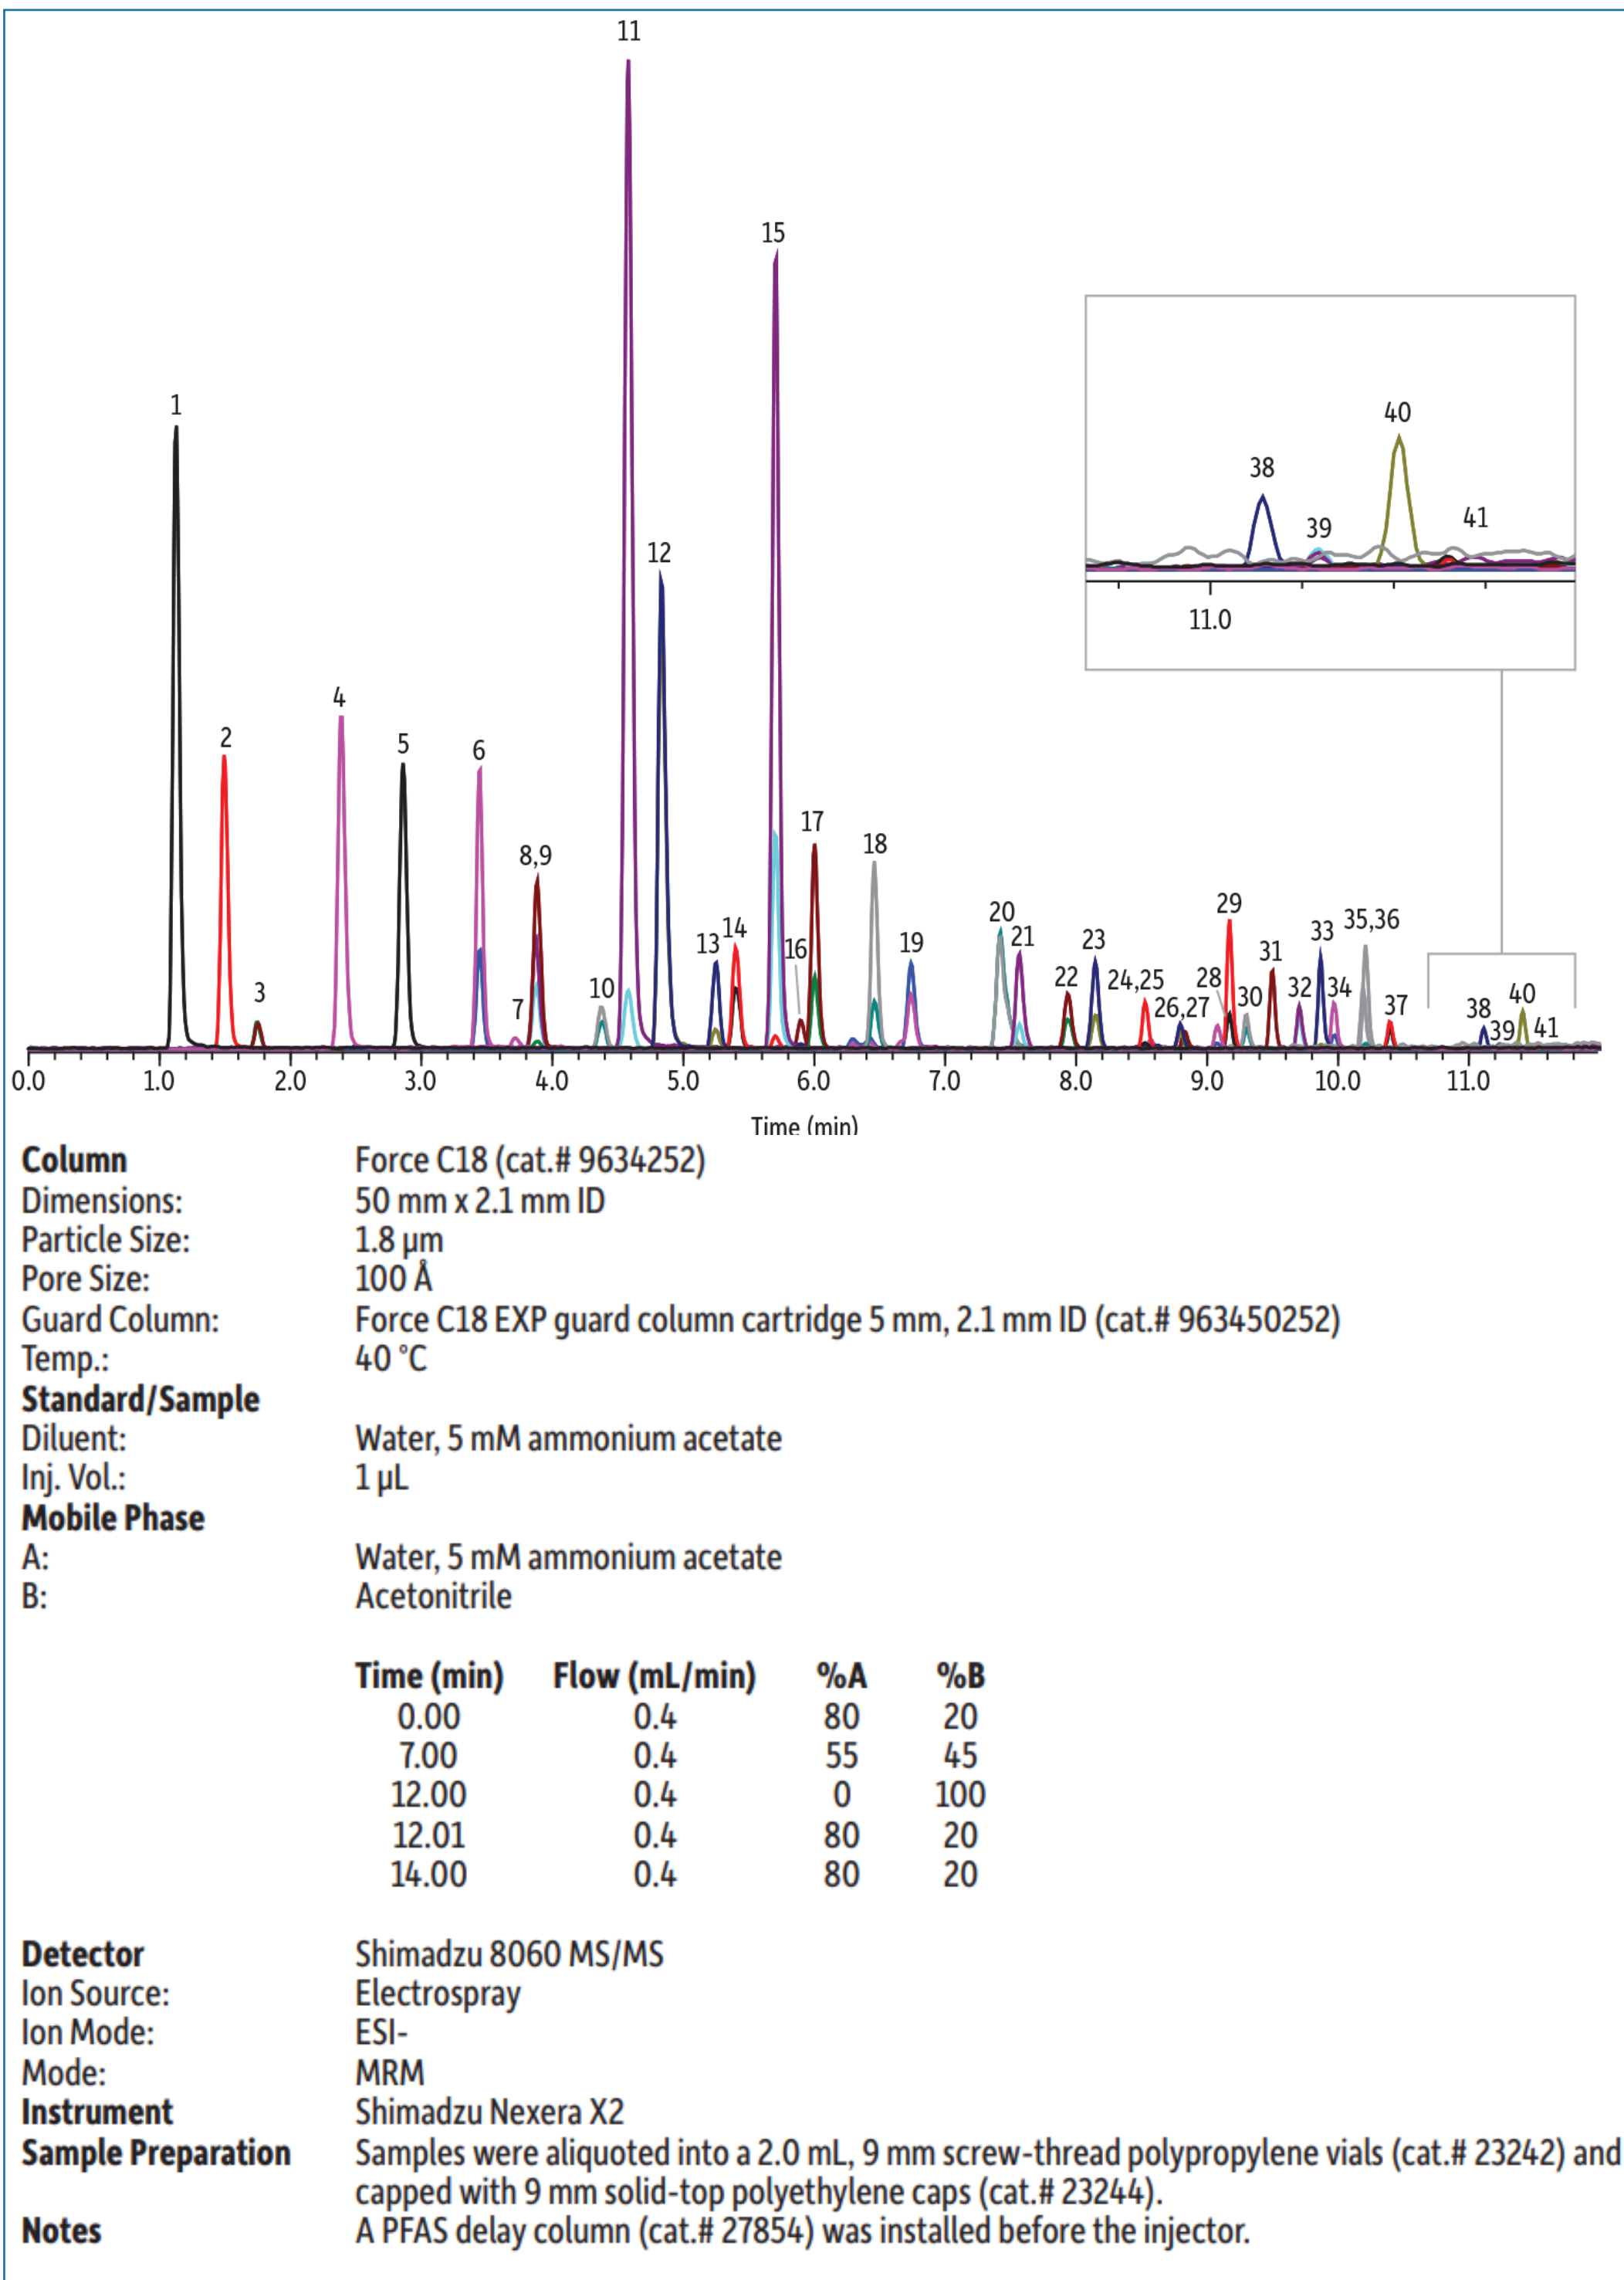 11
15
1
40
38
39
41
11.0
12
2
4
5
6
8,9
17
18
3
7
10
13
14
16
19
20
21
22
23
24,25
26,27
28
29
30
31
32
33
34
35,36
37
38
39
40
41
0.0 1.0 2.0 3.0 4.0 5.0 6.0 7.0 8.0 9.0 10.0 11.0
Time (min)
Column Force C18 (cat.# 9634252)
Dimensions: 50 mm x 2.1 mm ID
Particle Size: 1.8 µm
Pore Size: 100 Å
Guard Column: Force C18 EXP guard column cartridge 5 mm, 2.1 mm ID (cat.# 963450252)
Temp.: 40 °C
Standard/Sample
Diluent: Water, 5 mM ammonium acetate
Inj. Vol.: 1 µL
Mobile Phase
A: Water, 5 mM ammonium acetate
B: Acetonitrile
Time (min) Flow (mL/min) %A %B
0.00 0.4 80 20
7.00 0.4 55 45
12.00 0.4 0 100
12.01 0.4 80 20
14.00 0.4 80 20
Detector Shimadzu 8060 MS/MS
Ion Source: Electrospray
Ion Mode: ESI-
Mode: MRM
Instrument Shimadzu Nexera X2
Sample Preparation Samples were aliquoted into a 2.0 mL, 9 mm screw-thread polypropylene vials (cat.# 23242) and
capped with 9 mm solid-top polyethylene caps (cat.# 23244).
Notes A PFAS delay column (cat.# 27854) was installed before the injector.